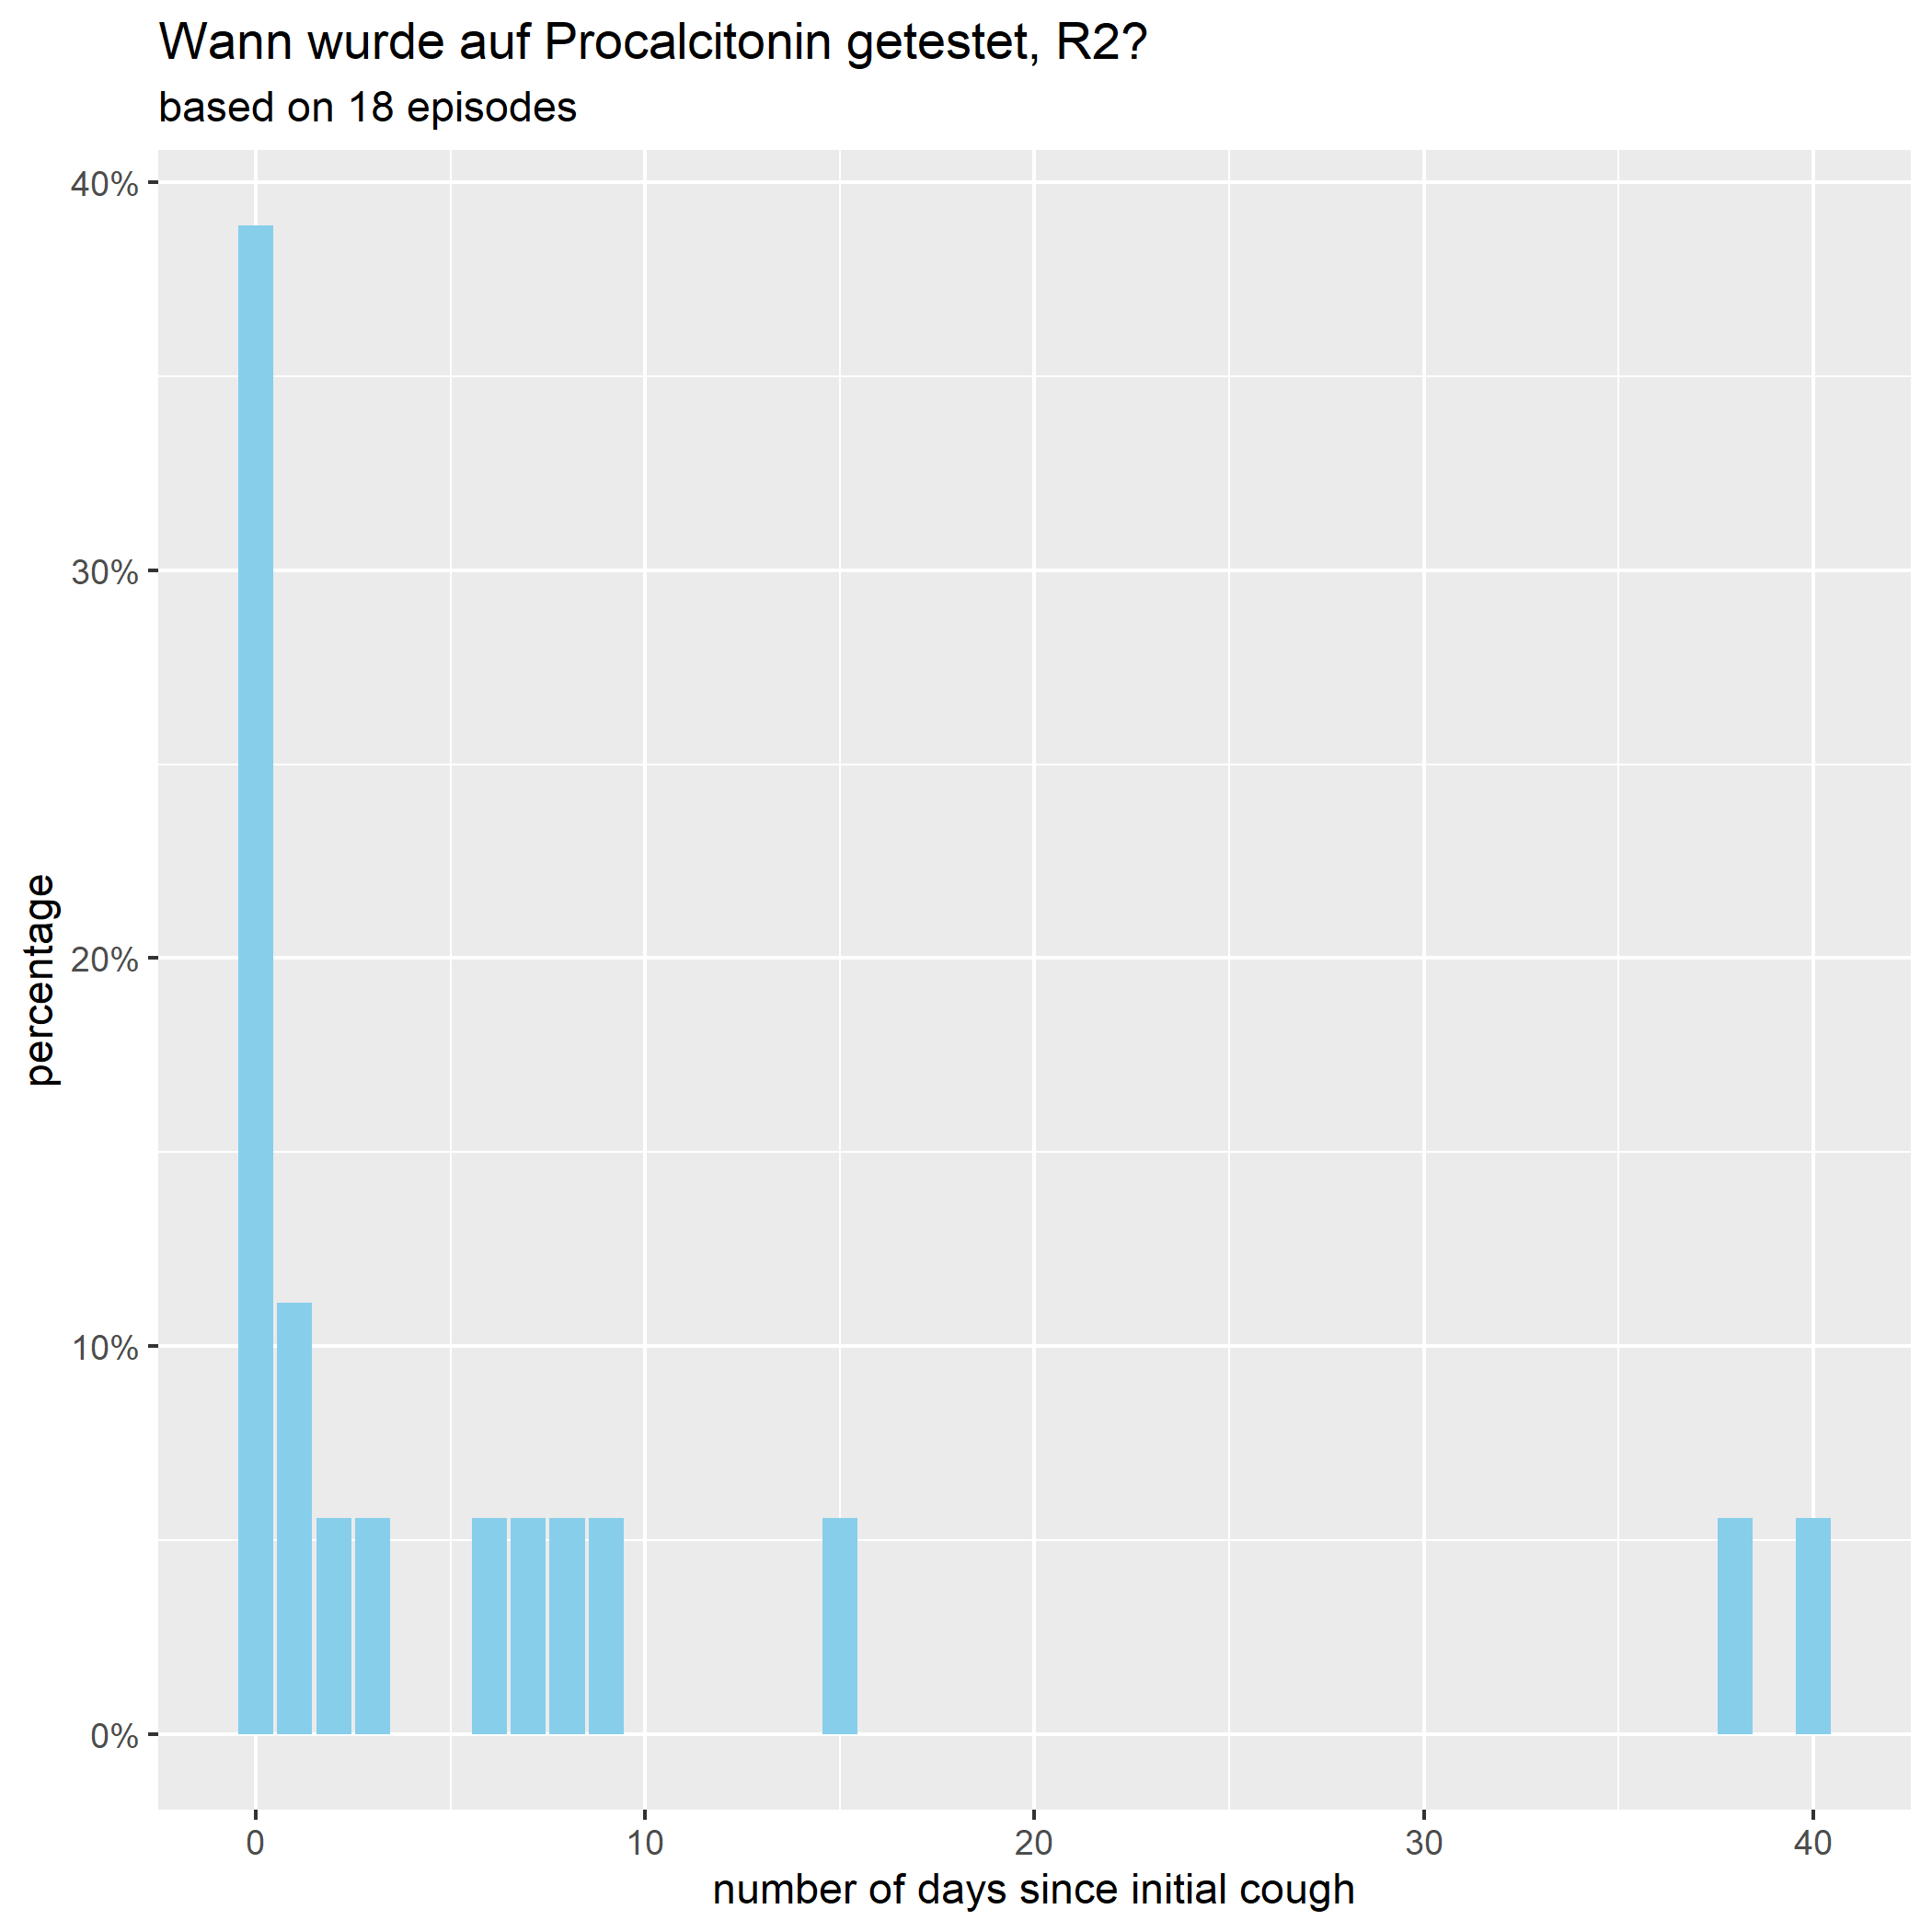 Wann wurde auf Procalcitonin getestet, R2?
based on 18 episodes
40%
30%
20%
10%
0%
percentage
0 10 20 30 40
number of days since initial cough